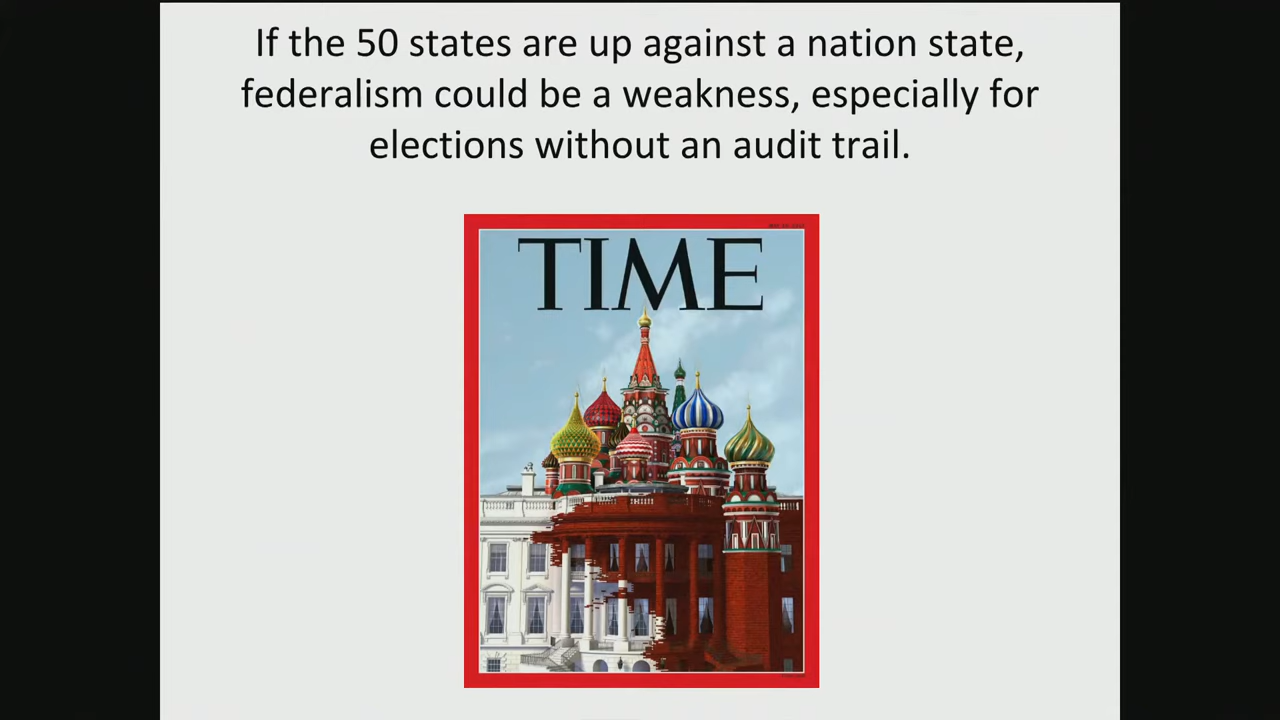 If the 50 states are up against a nation state,
federalism could be a weakness, especially for
elections without an audit trail.
TIME